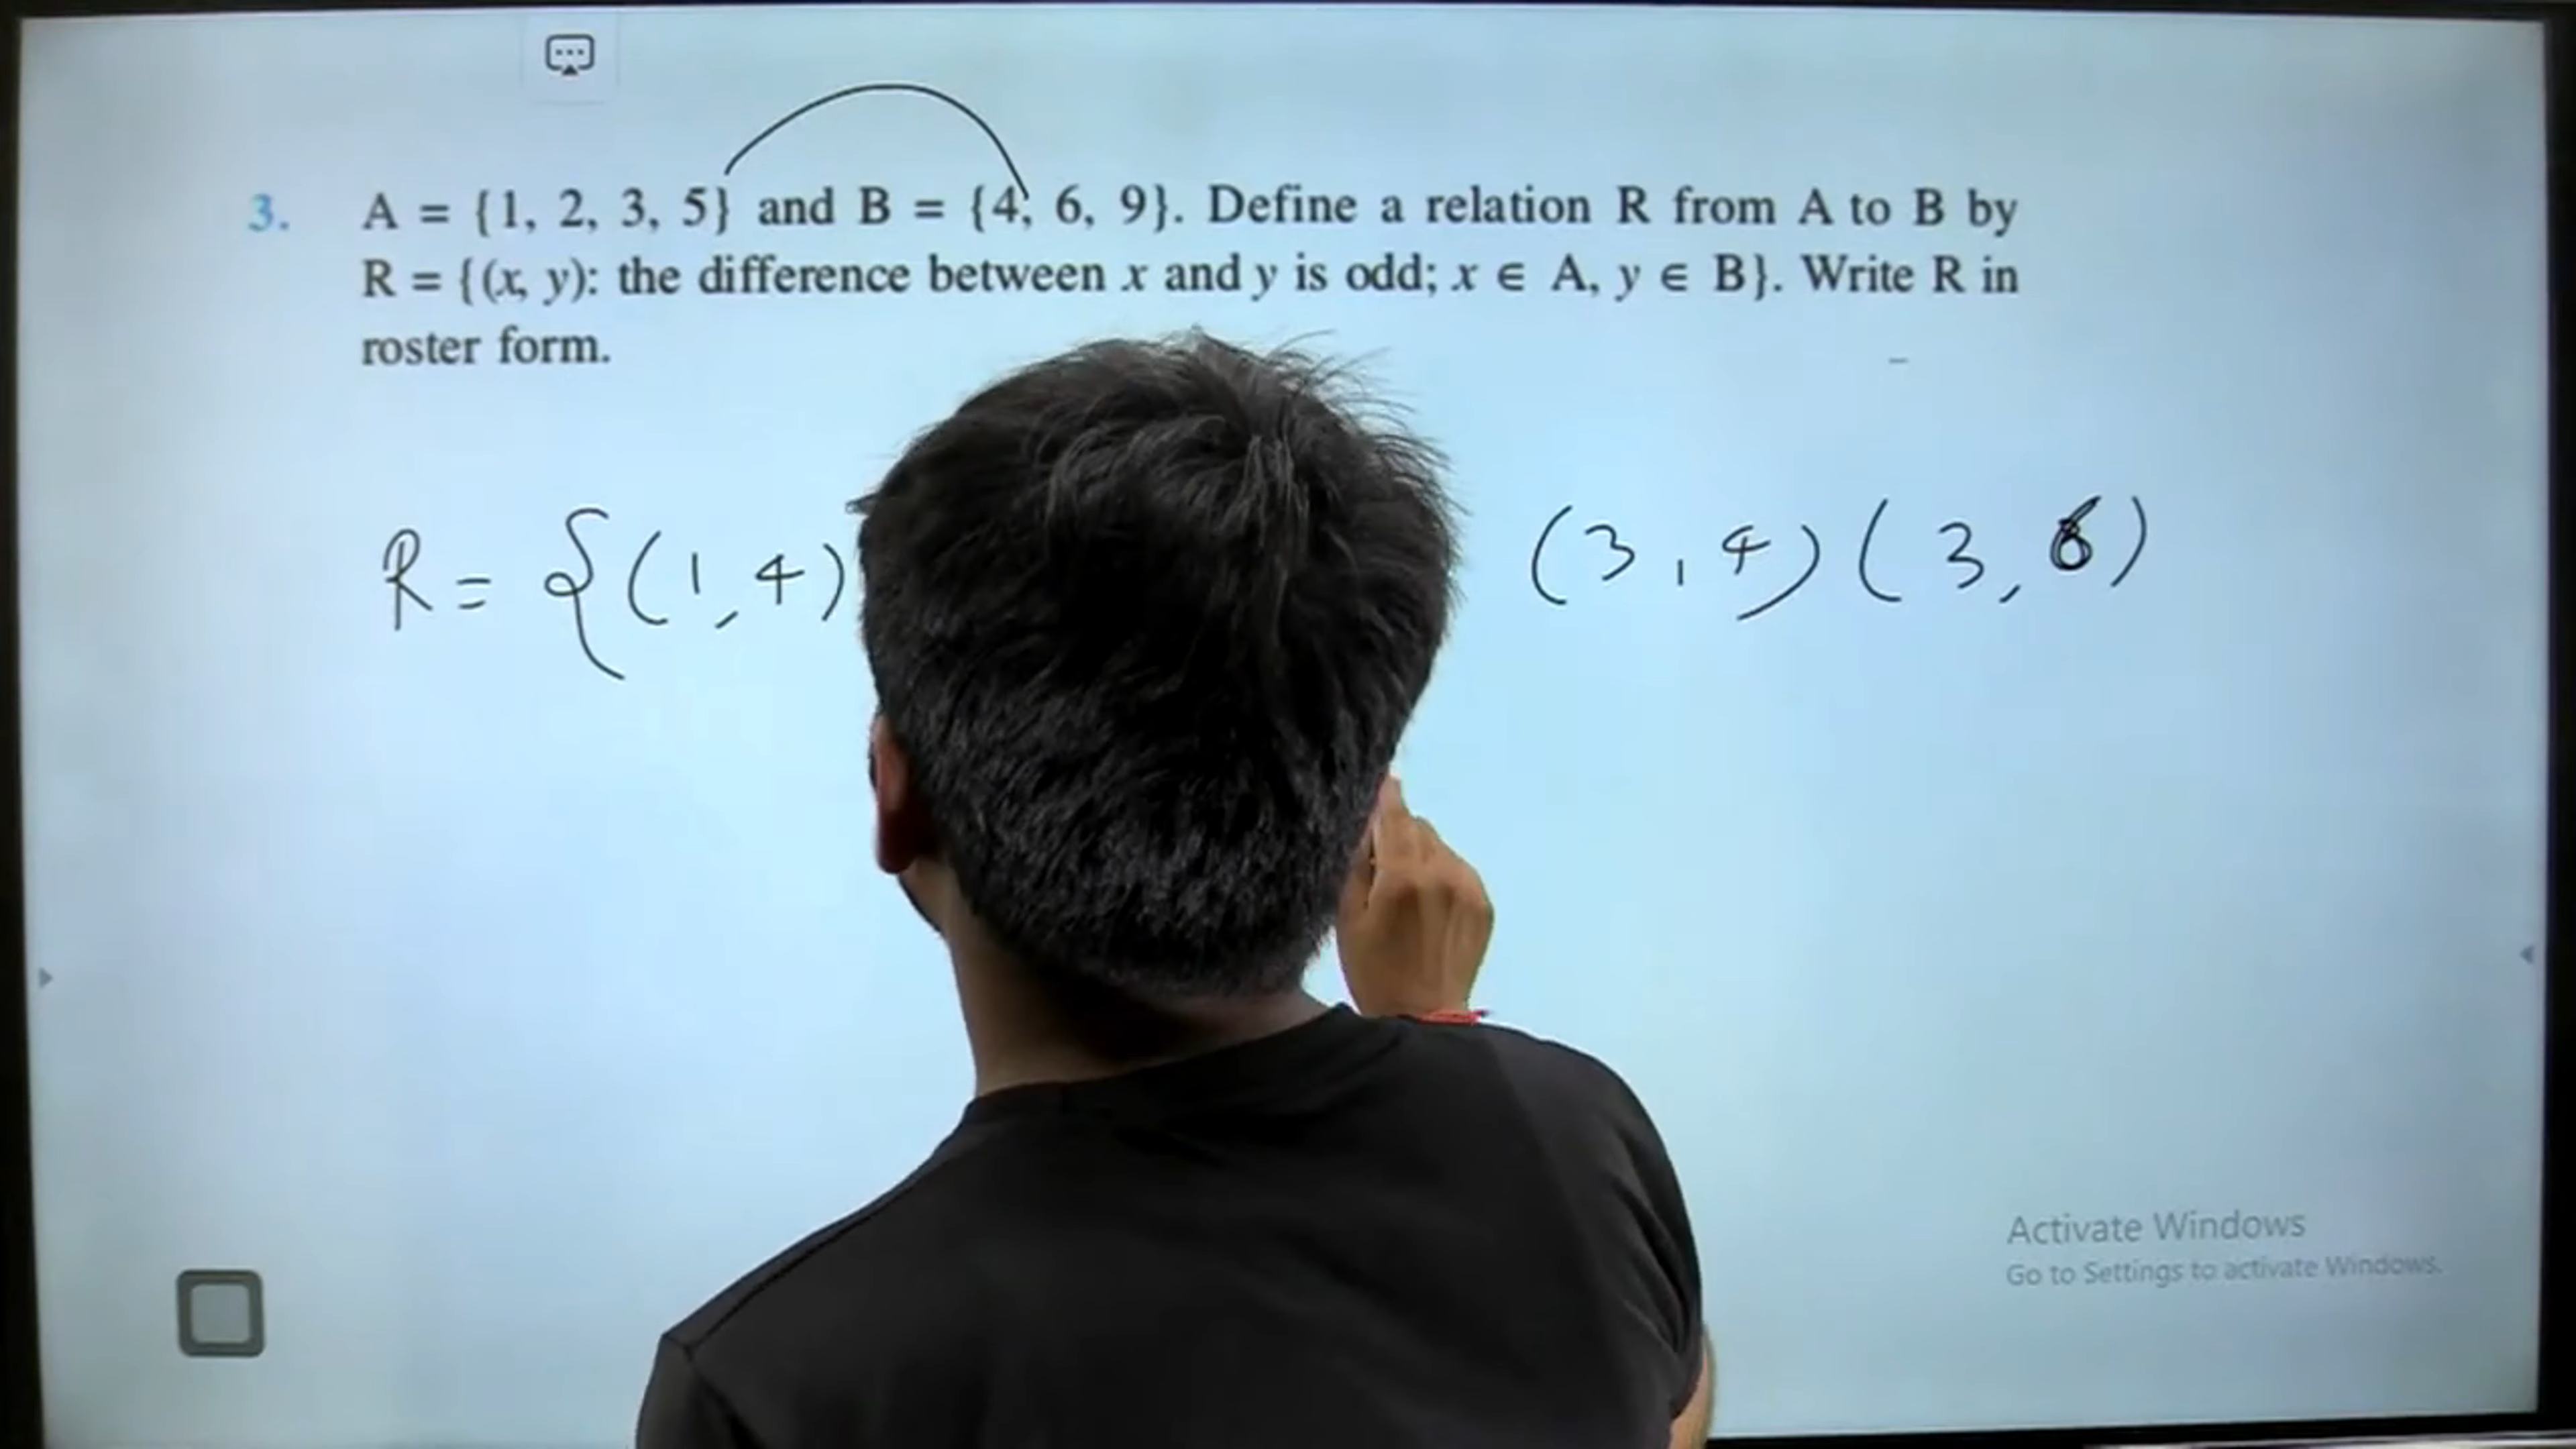 3. A = {1, 2, 3, 5} and B = {4, 6, 9}. Define a relation R from A to B by
R = {(x, y): the difference between x and y is odd; x ∈ A, y ∈ B}. Write R in
roster form.
R = {(1,4) (3,4) (3,6)
Activate Windows
Go to Settings to activate Windows.